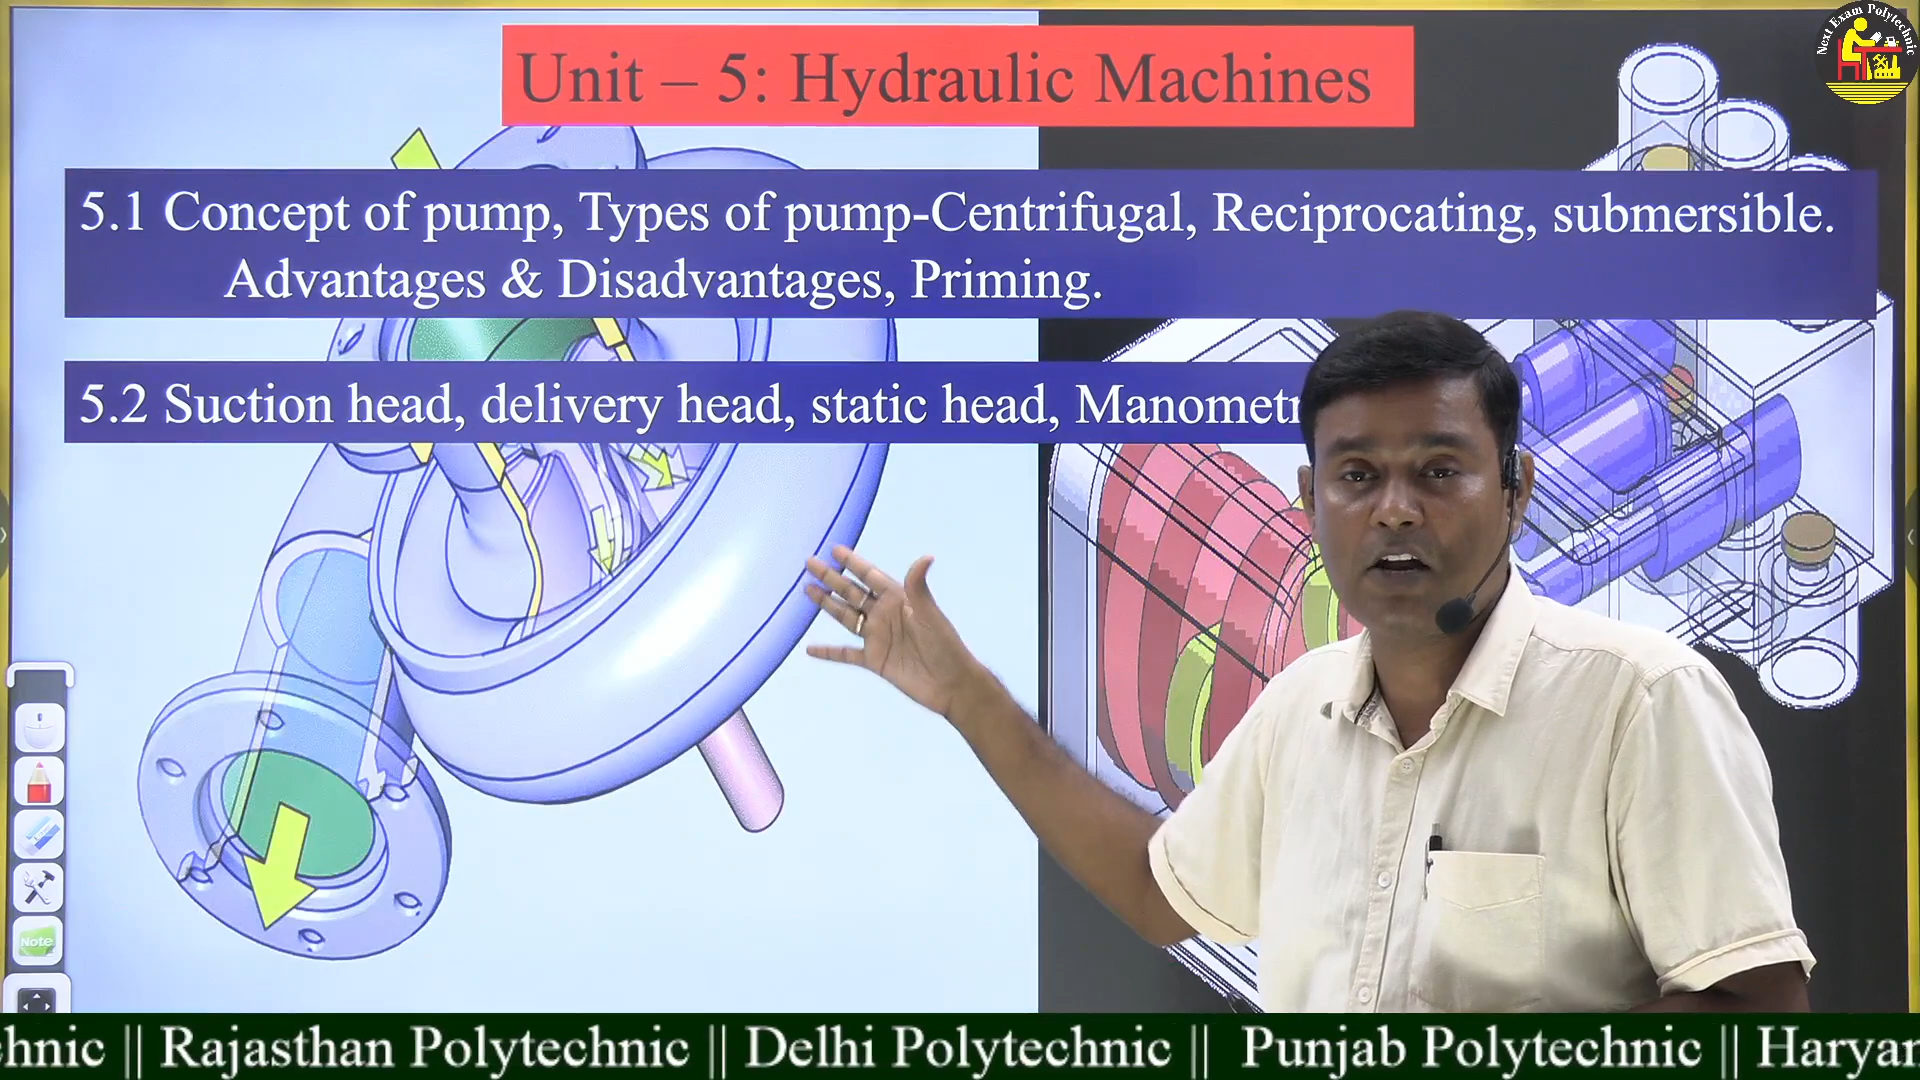 Next Exam Polytechnic
Unit – 5: Hydraulic Machines
5.1 Concept of pump, Types of pump-Centrifugal, Reciprocating, submersible.
Advantages & Disadvantages, Priming.
5.2 Suction head, delivery head, static head, Manometr
Note
hnic || Rajasthan Polytechnic || Delhi Polytechnic || Punjab Polytechnic || Haryan